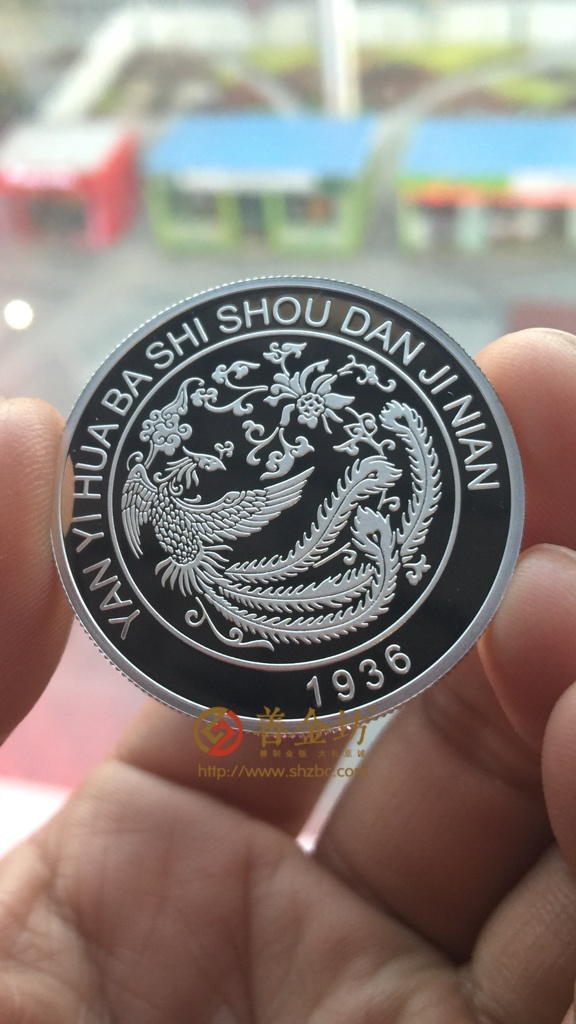 YAN YI HUA BA SHI SHOU DAN JI NIAN
1936
善金坊
http://www.shzbc.com